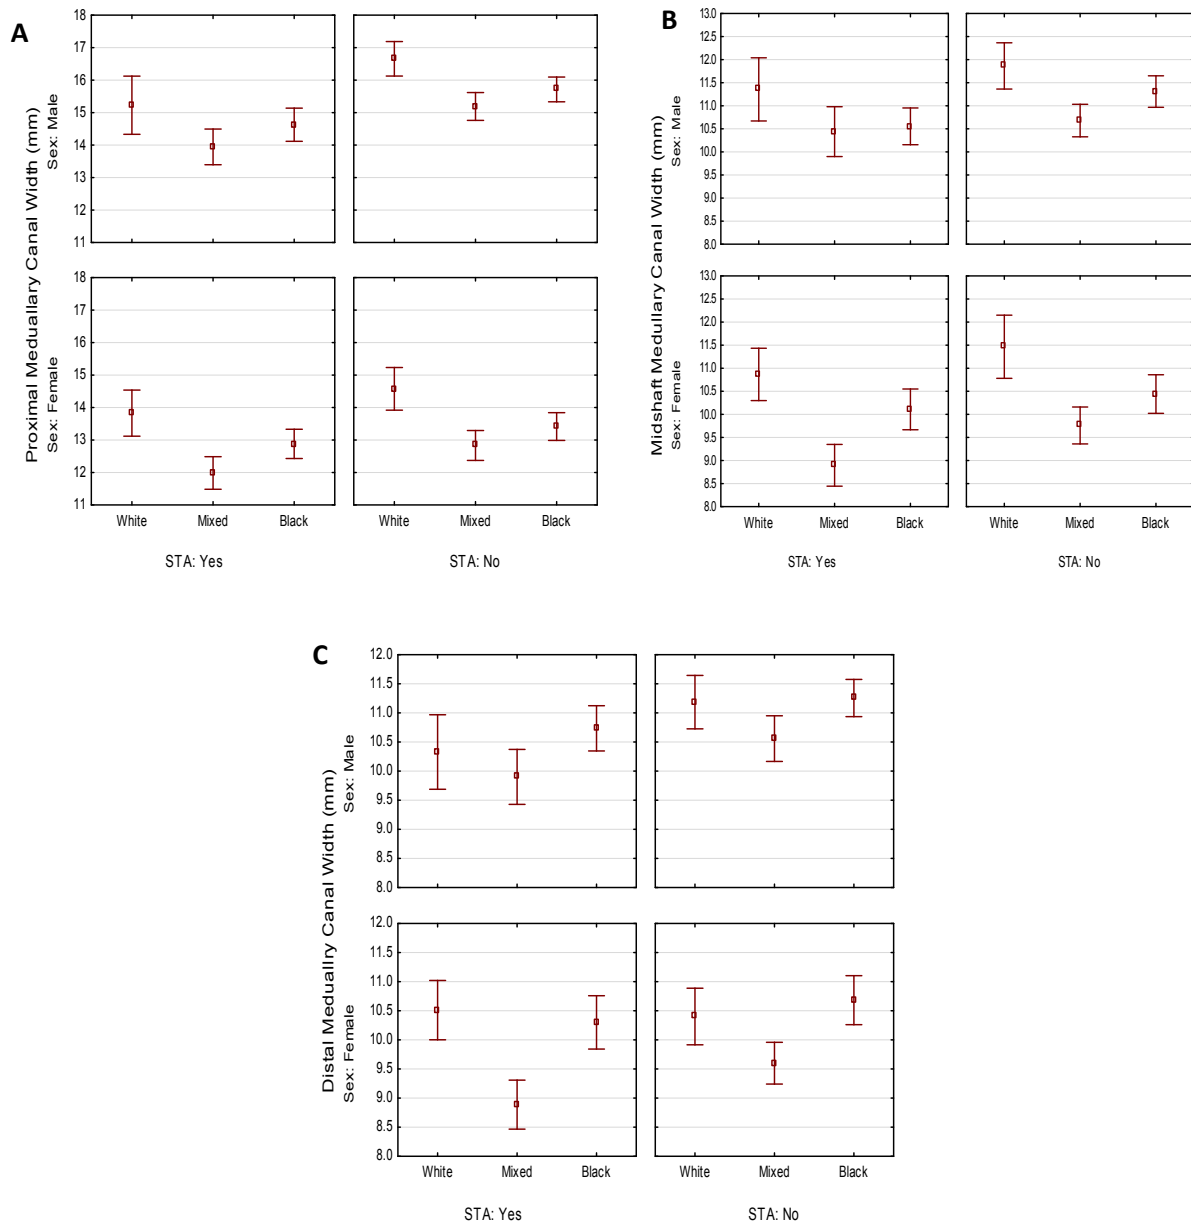 A
Proximal Meduallary Canal Width (mm)
Sex: Male
18
17
16
15
14
13
12
11
Sex: Female
18
17
16
15
14
13
12
11
White Mixed Black
White Mixed Black
STA: Yes
STA: No
B
Midshaft Medullary Canal Width (mm)
Sex: Male
13.0
12.5
12.0
11.5
11.0
10.5
10.0
9.5
9.0
8.5
8.0
Sex: Female
13.0
12.5
12.0
11.5
11.0
10.5
10.0
9.5
9.0
8.5
8.0
White Mixed Black
White Mixed Black
STA: Yes
STA: No
C
Distal Meduallry Canal Width (mm)
Sex: Male
12.0
11.5
11.0
10.5
10.0
9.5
9.0
8.5
8.0
Sex: Female
12.0
11.5
11.0
10.5
10.0
9.5
9.0
8.5
8.0
White Mixed Black
White Mixed Black
STA: Yes
STA: No